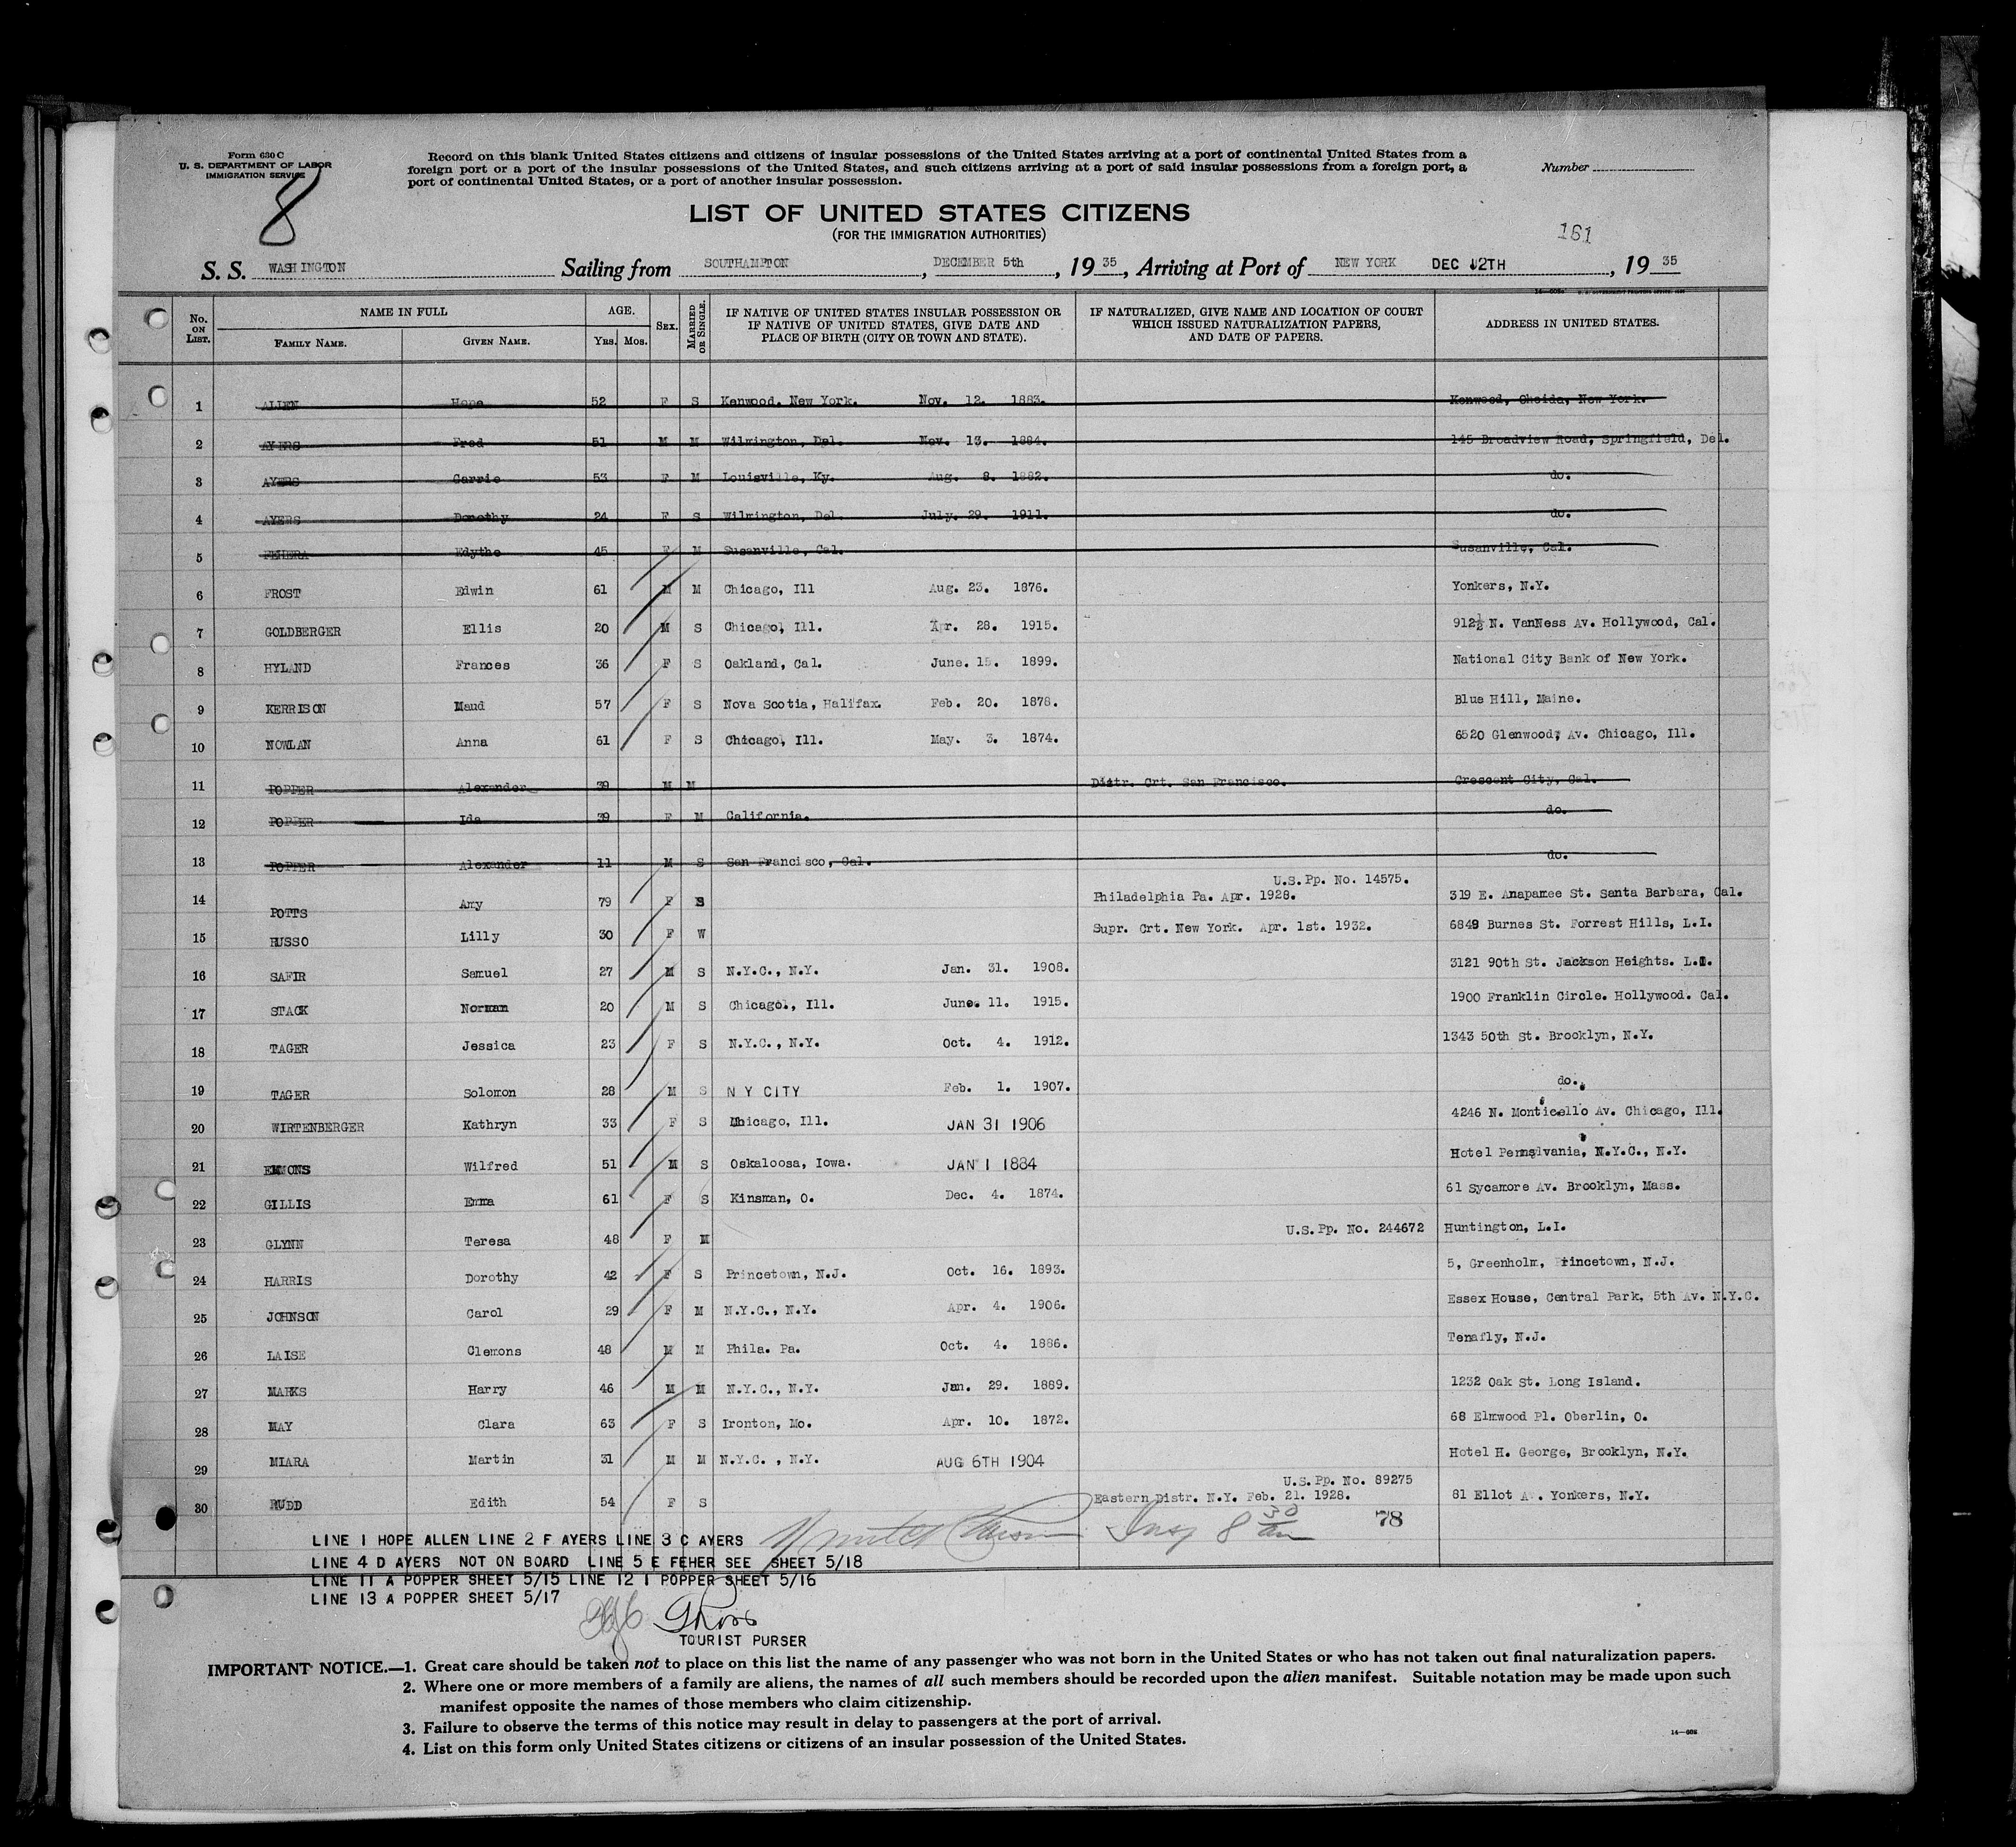 Form 630 C
U. S. DEPARTMENT OF LABOR
IMMIGRATION SERVICE
8
Record on this blank United States citizens and citizens of insular possessions of the United States arriving at a port of continental United States from a
foreign port or a port of the insular possessions of the United States, and such citizens arriving at a port of said insular possessions from a foreign port, a
port of continental United States, or a port of another insular possession.
Number
LIST OF UNITED STATES CITIZENS
(FOR THE IMMIGRATION AUTHORITIES)
161
S. S. WASHINGTON Sailing from SOUTHAMPTON, DECEMBER 5th, 19 35, Arriving at Port of NEW YORK DEC 12TH, 19 35
No. ON LIST. NAME IN FULL FAMILY NAME. GIVEN NAME. AGE. YRS. MOS. SEX. MARRIED OR SINGLE. IF NATIVE OF UNITED STATES INSULAR POSSESSION OR IF NATIVE OF UNITED STATES, GIVE DATE AND PLACE OF BIRTH (CITY OR TOWN AND STATE). IF NATURALIZED, GIVE NAME AND LOCATION OF COURT WHICH ISSUED NATURALIZATION PAPERS, AND DATE OF PAPERS. ADDRESS IN UNITED STATES.
1 ALLEN Hope 52 F S Kenwood. New York. Nov. 12. 1883. Kenwood, Oneida, New York.
2 AYERS Fred 51 M M Wilmington, Del. Nov. 13. 1884. 145 Broadview Road, Springfield, Del.
3 AYERS Carrie 53 F M Louisville, Ky. Aug. 8. 1882. do.
4 AYERS Dorothy 24 F S Wilmington, Del. July. 29. 1911. do.
5 FEHERA Edythe 45 F M Susanville, Cal. Susanville, Cal.
6 FROST Edwin 61 M M Chicago, Ill Aug. 23. 1876. Yonkers, N.Y.
7 GOLDBERGER Ellis 20 M S Chicago, Ill. Apr. 28. 1915. 912½ N. VanNess Av. Hollywood, Cal.
8 HYLAND Frances 36 F S Oakland, Cal. June. 15. 1899. National City Bank of New York.
9 KERRISON Maud 57 F S Nova Scotia, Halifax. Feb. 20. 1878. Blue Hill, Maine.
10 NOWLAN Anna 61 F S Chicago, Ill. May. 3. 1874. 6520 Glenwood, Av. Chicago, Ill.
11 POPPER Alexander 39 M M Distr. Crt. San Francisco. Crescent City, Cal.
12 POPPER Ida 39 F M California. do.
13 POPPER Alexander 11 M S San Francisco, Cal. do.
U.S.Pp. No. 14575.
14 POTTS Amy 79 F S Philadelphia Pa. Apr. 1928. 319 E. Anapamee St. Santa Barbara, Cal.
15 RUSSO Lilly 30 F W Supr. Crt. New York. Apr. 1st. 1932. 6849 Burnes St. Forrest Hills, L.I.
16 SAFIR Samuel 27 M S N.Y.C., N.Y. Jan. 31. 1908. 3121 90th St. Jackson Heights. L.I.
17 STACK Norman 20 M S Chicago., Ill. June. 11. 1915. 1900 Franklin Circle. Hollywood. Cal.
18 TAGER Jessica 23 F S N.Y.C., N.Y. Oct. 4. 1912. 1343 50th St. Brooklyn, N.Y.
19 TAGER Solomon 28 M S N Y CITY Feb. 1. 1907. do.
20 WIRTENBERGER Kathryn 33 F S Chicago, Ill. JAN 31 1906 4246 N. Monticello Av. Chicago, Ill.
21 EMMONS Wilfred 51 M S Oskaloosa, Iowa. JAN 1 1884 Hotel Pennslvania, N.Y.C., N.Y.
22 GILLIS Emma 61 F S Kinsman, O. Dec. 4. 1874. 61 Sycamore Av. Brooklyn, Mass.
23 GLYNN Teresa 48 F M U.S.Pp. No. 244672 Huntington, L.I.
24 HARRIS Dorothy 42 F S Princetown, N.J. Oct. 16. 1893. 5, Greenholm, Princetown, N.J.
25 JOHNSON Carol 29 F M N.Y.C., N.Y. Apr. 4. 1906. Essex House, Central Park, 5th Av. N.Y.C.
26 LAISE Clemons 48 M M Phila. Pa. Oct. 4. 1886. Tenafly, N.J.
27 MARKS Harry 46 M M N.Y.C., N.Y. Jan. 29. 1889. 1232 Oak St. Long Island.
28 MAY Clara 63 F S Ironton, Mo. Apr. 10. 1872. 68 Elmwood Pl. Oberlin, O.
29 MIARA Martin 31 M M N.Y.C. , N.Y. AUG 6TH 1904 Hotel H. George, Brooklyn, N.Y.
U.S.Pp. No. 89275
30 RUDD Edith 54 F S Eastern Distr. N.Y. Feb. 21. 1928. 81 Ellot A. Yonkers, N.Y.
Insp 8 30 am 78
LINE 1 HOPE ALLEN LINE 2 F AYERS LINE 3 C AYERS
LINE 4 D AYERS NOT ON BOARD LINE 5 E FEHER SEE SHEET 5/18
LINE 11 A POPPER SHEET 5/15 LINE 12 I POPPER SHEET 5/16
LINE 13 A POPPER SHEET 5/17
TOURIST PURSER
IMPORTANT NOTICE.—1. Great care should be taken not to place on this list the name of any passenger who was not born in the United States or who has not taken out final naturalization papers.
2. Where one or more members of a family are aliens, the names of all such members should be recorded upon the alien manifest. Suitable notation may be made upon such
manifest opposite the names of those members who claim citizenship.
3. Failure to observe the terms of this notice may result in delay to passengers at the port of arrival.
4. List on this form only United States citizens or citizens of an insular possession of the United States.